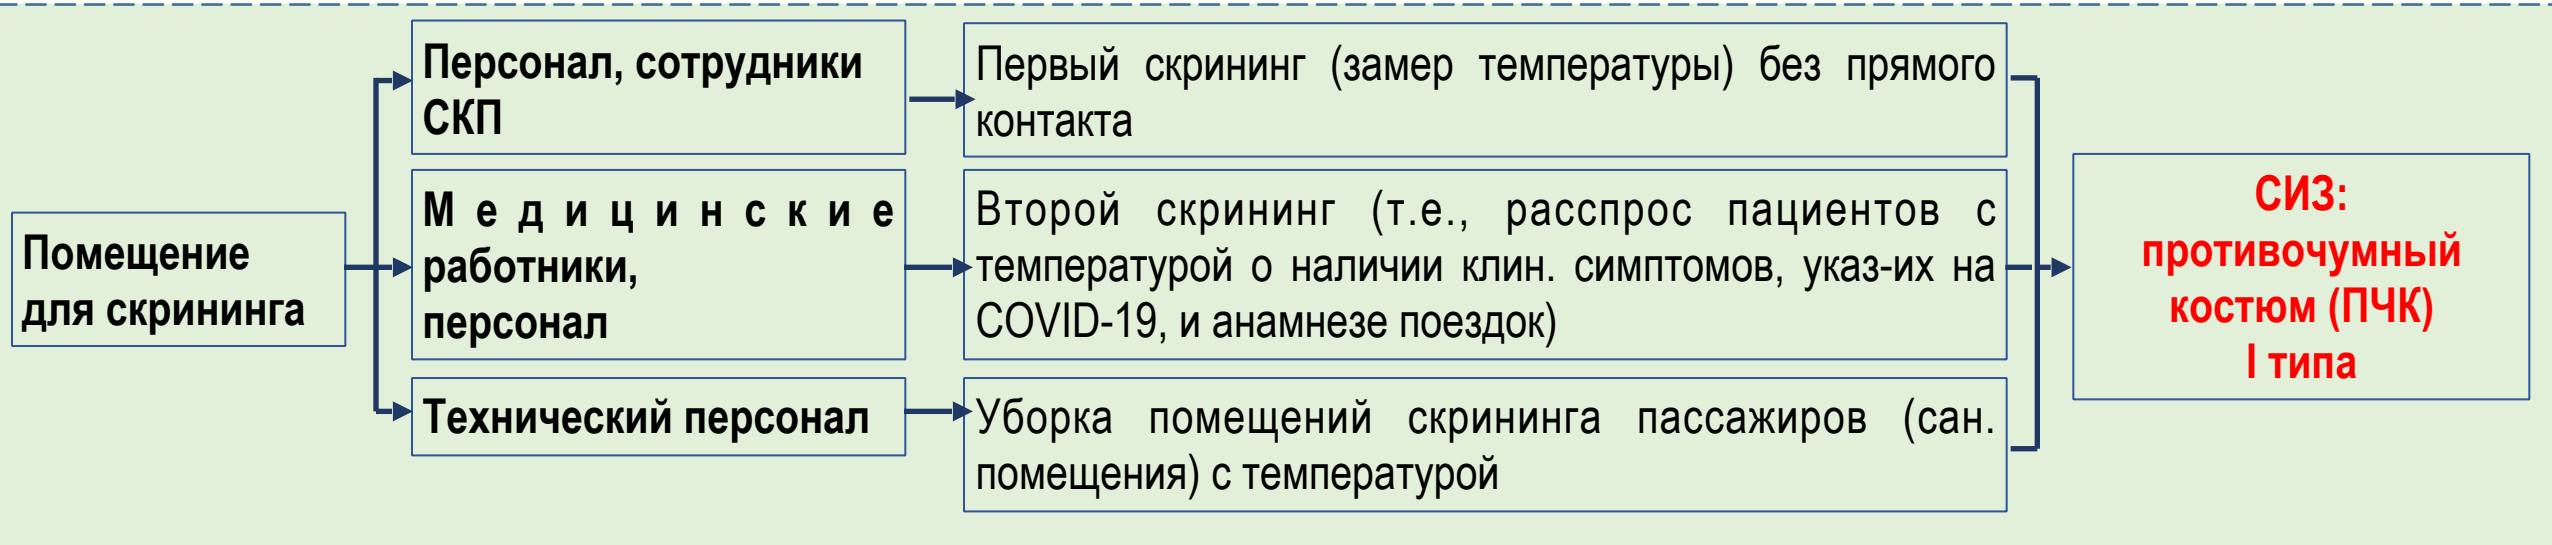 Помещение
для скрининга
Персонал, сотрудники
СКП
Первый скрининг (замер температуры) без прямого
контакта
Медицинские
работники,
персонал
Второй скрининг (т.е., расспрос пациентов с
температурой о наличии клин. симптомов, указ-их на
COVID-19, и анамнезе поездок)
Технический персонал
Уборка помещений скрининга пассажиров (сан.
помещения) с температурой
СИЗ:
противочумный
костюм (ПЧК)
I типа